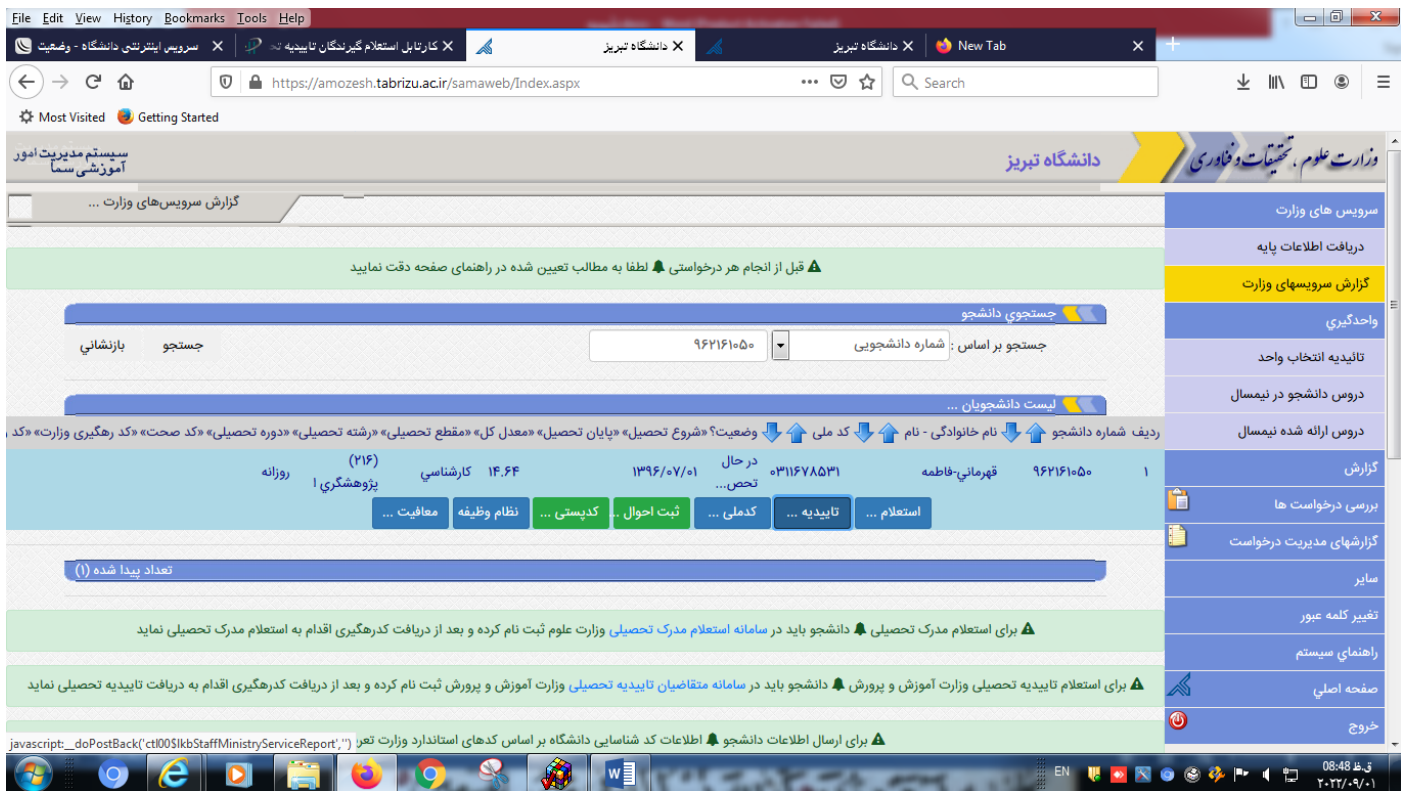 File Edit View History Bookmarks Tools Help
سرویس اینترنتی دانشگاه - وضعیت
کارتابل استعلام گیرندگان تاییدیه تح
دانشگاه تبریز
دانشگاه تبریز
New Tab
https://amozesh.tabrizu.ac.ir/samaweb/Index.aspx
Search
Most Visited Getting Started
وزارت علوم، تحقیقات و فناوری
دانشگاه تبریز
سیستم مدیریت امور
آموزشی سما
گزارش سرویس‌های وزارت ...
سرویس های وزارت
دریافت اطلاعات پایه
گزارش سرویسهای وزارت
واحدگیري
تائیدیه انتخاب واحد
دروس دانشجو در نیمسال
دروس ارائه شده نیمسال
گزارش
بررسی درخواست ها
گزارشهای مدیریت درخواست
سایر
تغییر کلمه عبور
راهنماي سیستم
صفحه اصلي
خروج
قبل از انجام هر درخواستی لطفا به مطالب تعیین شده در راهنمای صفحه دقت نمایید
جستجوي دانشجو
جستجو بر اساس : شماره دانشجویی ۹۶۲۱۶۱۰۵۰ جستجو بازنشاني
لیست دانشجویان ...
ردیف شماره دانشجو نام خانوادگی - نام کد ملی وضعیت؟ «شروع تحصیل» «پایان تحصیل» «معدل کل» «مقطع تحصیلی» «رشته تحصیلی» «دوره تحصیلی» «کد صحت» «کد رهگیری وزارت» «کد
۱ ۹۶۲۱۶۱۰۵۰ قهرماني-فاطمه ۰۳۱۱۶۷۸۵۳۱ در حال تحص... ۱۳۹۶/۰۷/۰۱ ۱۴.۶۴ کارشناسي (۲۱۶) پژوهشگري ا روزانه
استعلام ... تاییدیه ... کدملی ... ثبت احوال ... کدپستی ... نظام وظیفه معافیت ...
تعداد پیدا شده (۱)
برای استعلام مدرک تحصیلی دانشجو باید در سامانه استعلام مدرک تحصیلی وزارت علوم ثبت نام کرده و بعد از دریافت کدرهگیری اقدام به استعلام مدرک تحصیلی نماید
برای استعلام تاییدیه تحصیلی وزارت آموزش و پرورش دانشجو باید در سامانه متقاضیان تاییدیه تحصیلی وزارت آموزش و پرورش ثبت نام کرده و بعد از دریافت کدرهگیری اقدام به دریافت تاییدیه تحصیلی نماید
برای ارسال اطلاعات دانشجو اطلاعات کد شناسایی دانشگاه بر اساس کدهای استاندارد وزارت تعر
javascript:__doPostBack('ctl00$lkbStaffMinistryServiceReport','')
EN
08:48 ق.ظ
۲۰۲۲/۰۹/۰۱